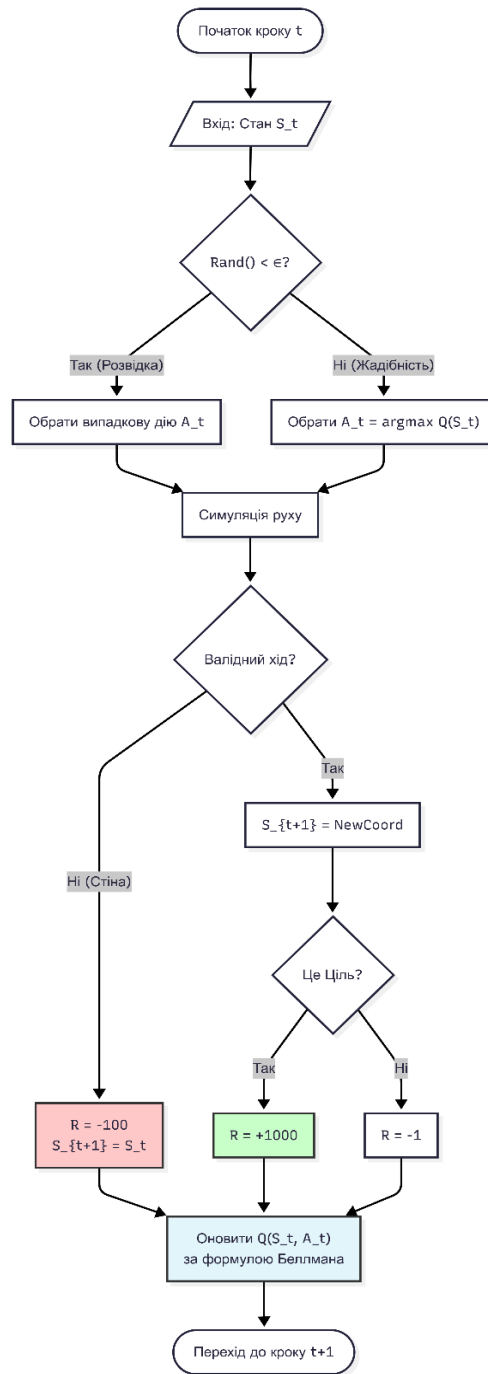 Початок кроку t
Вхід: Стан S_t
Rand() < ϵ?
Так (Розвідка)
Ні (Жадібність)
Обрати випадкову дію A_t
Обрати A_t = argmax Q(S_t)
Симуляція руху
Валідний хід?
Так
S_{t+1} = NewCoord
Ні (Стіна)
Це Ціль?
Так
Ні
R = -100
S_{t+1} = S_t
R = +1000
R = -1
Оновити Q(S_t, A_t)
за формулою Беллмана
Перехід до кроку t+1